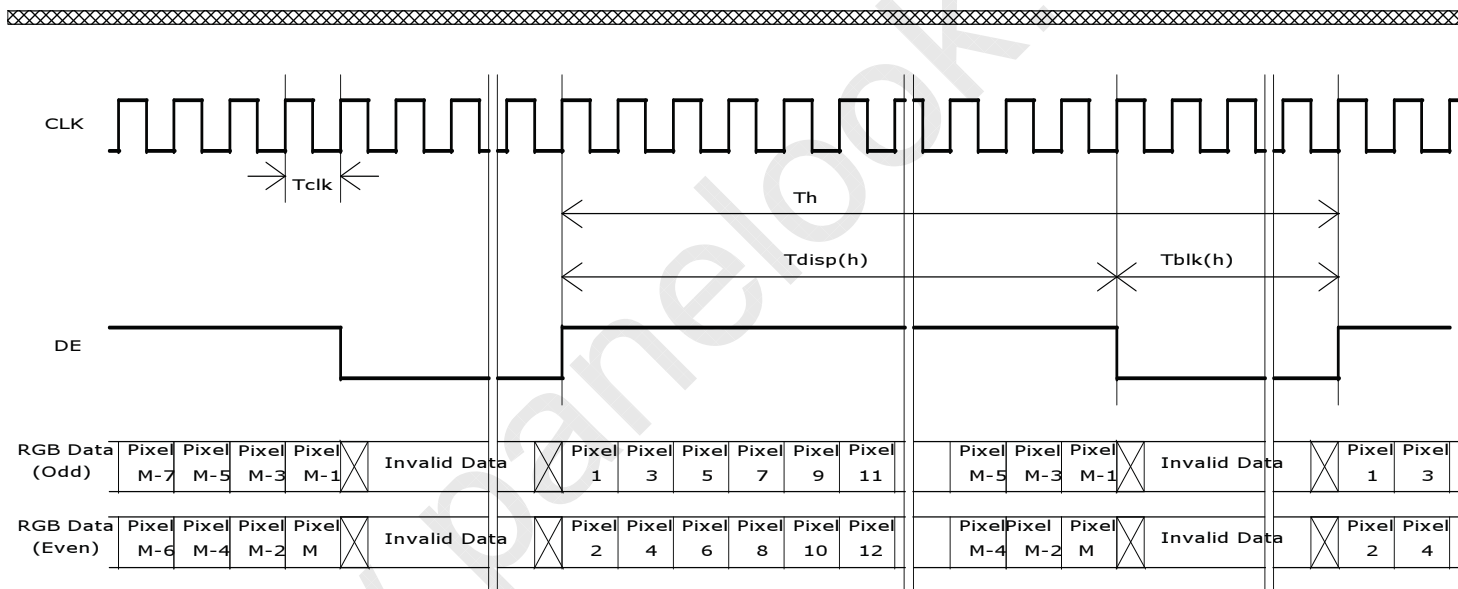 CLK
Tclk
Th
Tdisp(h)
Tblk(h)
DE
RGB Data
(Odd)
Pixel
M-7
Pixel
M-5
Pixel
M-3
Pixel
M-1
Invalid Data
Pixel
1
Pixel
3
Pixel
5
Pixel
7
Pixel
9
Pixel
11
Pixel
M-5
Pixel
M-3
Pixel
M-1
Invalid Data
Pixel
1
Pixel
3
RGB Data
(Even)
Pixel
M-6
Pixel
M-4
Pixel
M-2
Pixel
M
Invalid Data
Pixel
2
Pixel
4
Pixel
6
Pixel
8
Pixel
10
Pixel
12
Pixel
M-4
Pixel
M-2
Pixel
M
Invalid Data
Pixel
2
Pixel
4
panelook.